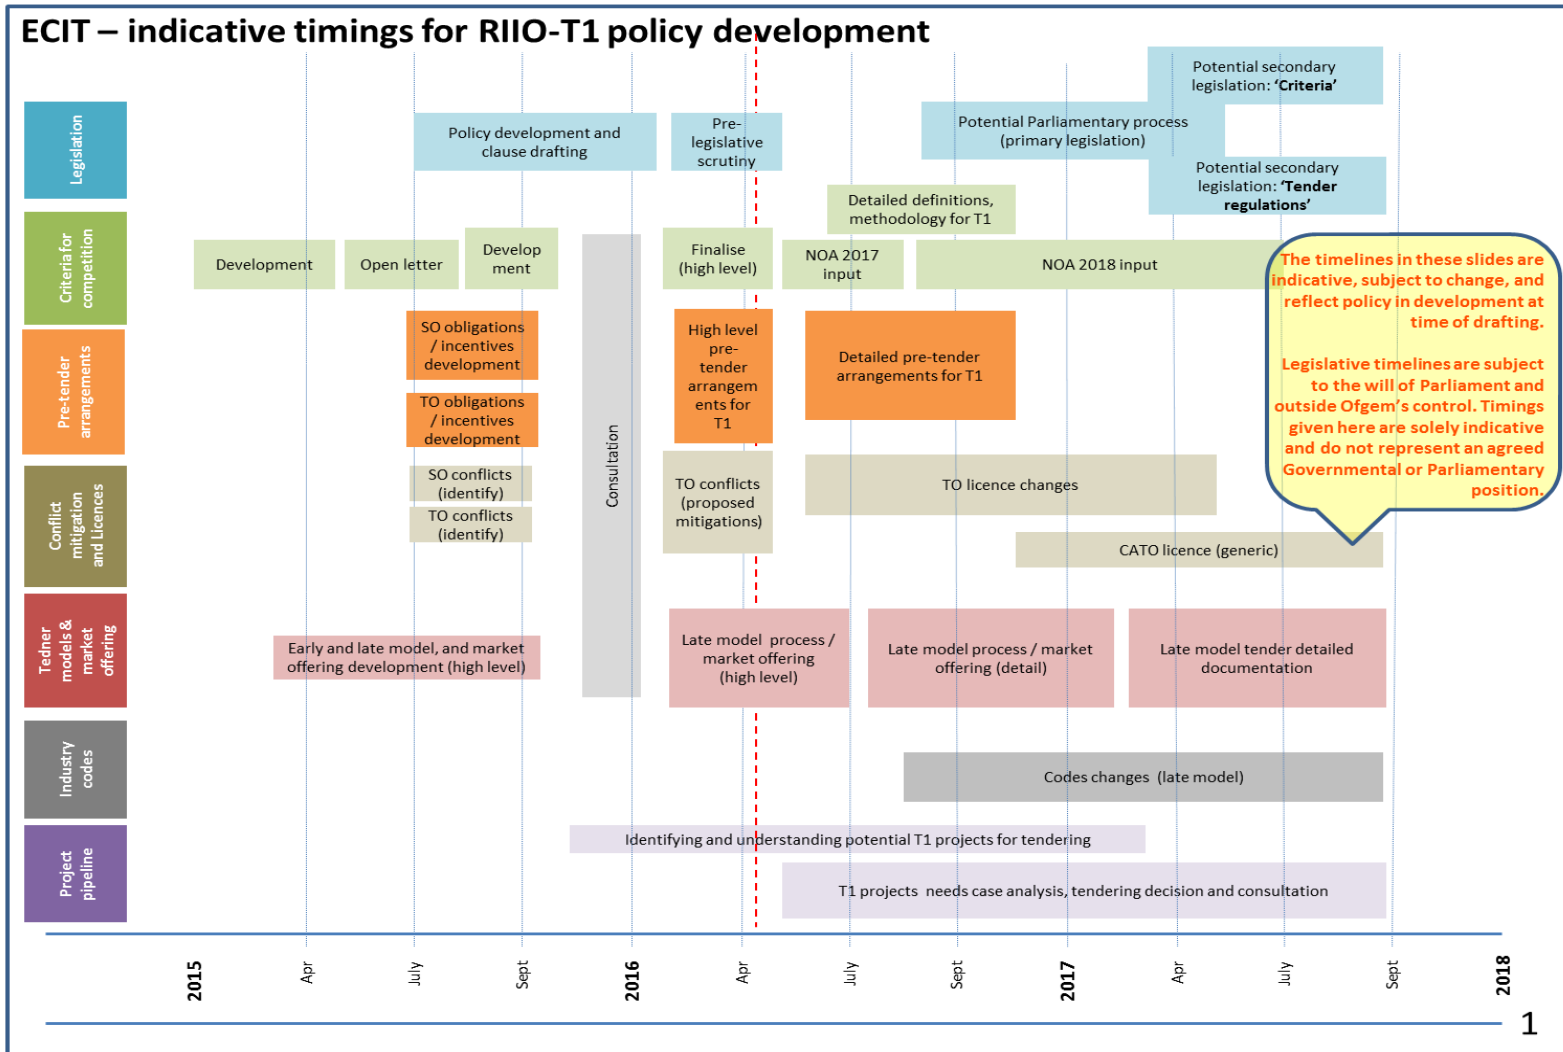 ECIT – indicative timings for RIIO-T1 policy development
Legislation
Policy development and
clause drafting
Pre-
legislative
scrutiny
Potential Parliamentary process
(primary legislation)
Potential secondary
legislation: ‘Criteria’
Potential secondary
legislation: ‘Tender
regulations’
Criteria for
competition
Development
Open letter
Develop
ment
Finalise
(high level)
NOA 2017
input
Detailed definitions,
methodology for T1
NOA 2018 input
Pre-tender
arrangements
SO obligations
/ incentives
development
TO obligations
/ incentives
development
Consultation
High level
pre-
tender
arrangem
ents for
T1
Detailed pre-tender
arrangements for T1
Conflict
mitigation
and Licences
SO conflicts
(identify)
TO conflicts
(identify)
TO conflicts
(proposed
mitigations)
TO licence changes
CATO licence (generic)
The timelines in these slides are
indicative, subject to change, and
reflect policy in development at
time of drafting.
Legislative timelines are subject
to the will of Parliament and
outside Ofgem’s control. Timings
given here are solely indicative
and do not represent an agreed
Governmental or Parliamentary
position.
Tedner
models &
market
offering
Early and late model, and market
offering development (high level)
Late model process /
market offering
(high level)
Late model process / market
offering (detail)
Late model tender detailed
documentation
Industry
codes
Codes changes (late model)
Project
pipeline
Identifying and understanding potential T1 projects for tendering
T1 projects needs case analysis, tendering decision and consultation
2015
Apr
July
Sept
2016
Apr
July
Sept
2017
Apr
July
Sept
2018
1